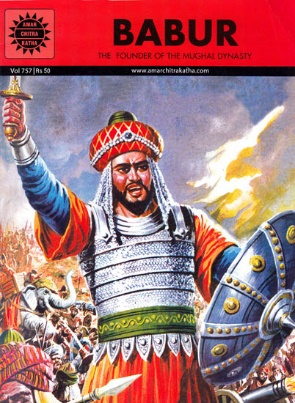 AMAR
CHITRA
KATHA
BABUR
THE FOUNDER OF THE MUGHAL DYNASTY
Vol 757 | Rs 50
www.amarchitrakatha.com